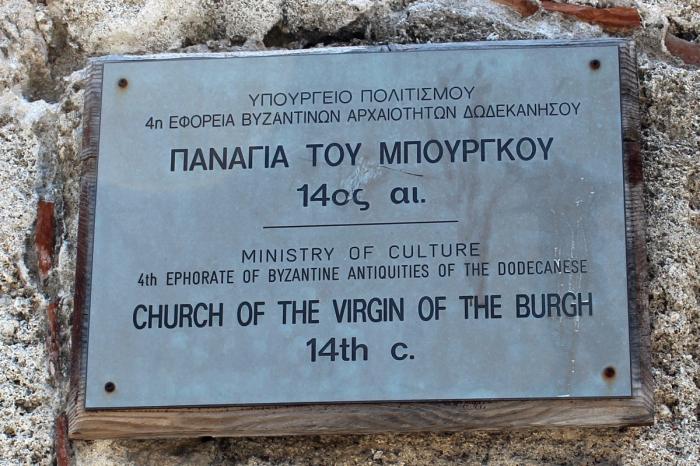 ΥΠΟΥΡΓΕΙΟ ΠΟΛΙΤΙΣΜΟΥ
4η ΕΦΟΡΕΙΑ ΒΥΖΑΝΤΙΝΩΝ ΑΡΧΑΙΟΤΗΤΩΝ ΔΩΔΕΚΑΝΗΣΟΥ
ΠΑΝΑΓΙΑ ΤΟΥ ΜΠΟΥΡΓΚΟΥ
14ος αι.
MINISTRY OF CULTURE
4th EPHORATE OF BYZANTINE ANTIQUITIES OF THE DODECANESE
CHURCH OF THE VIRGIN OF THE BURGH
14th c.